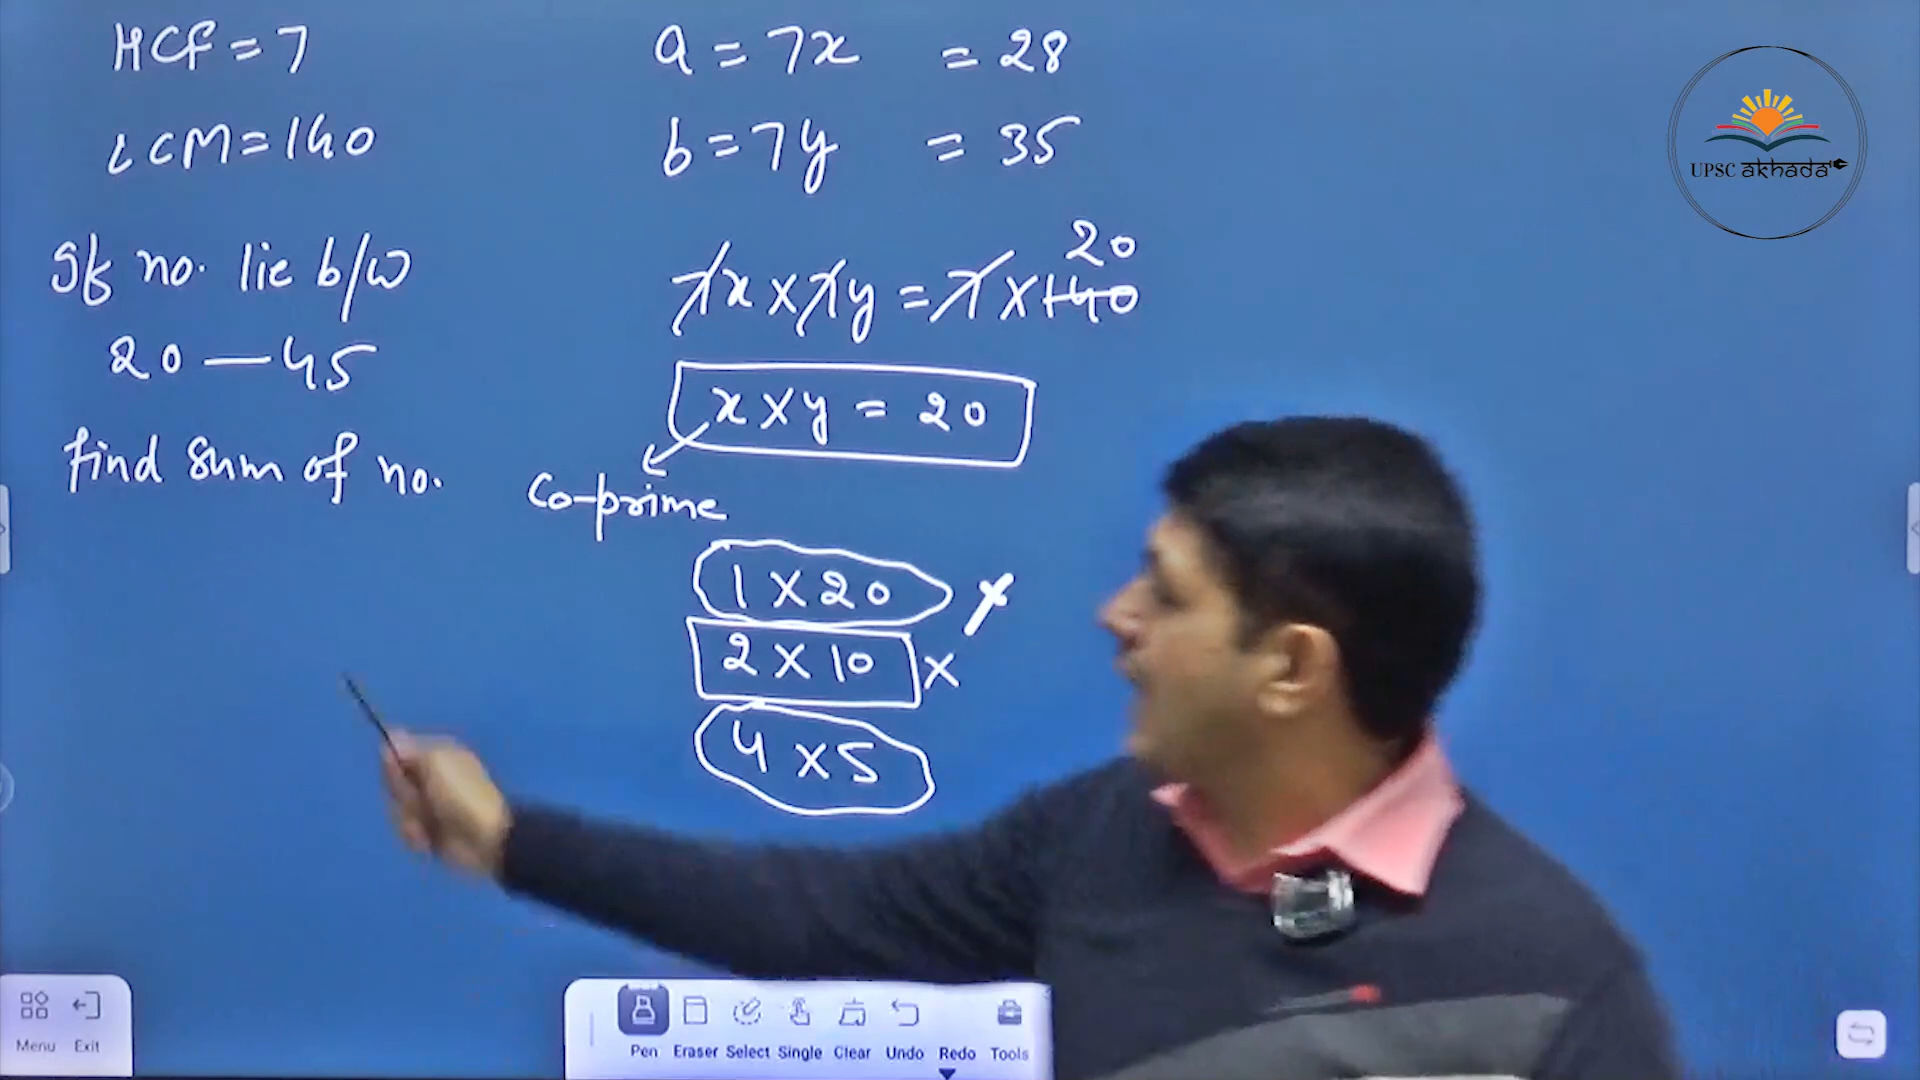 HCF = 7
LCM = 140
If no. lie b/w
20 — 45
find sum of no.
a = 7x = 28
b = 7y = 35
20
7x × 7y = 7 × 140
x × y = 20
Co-prime
1 × 20 ×
2 × 10 ×
4 × 5
UPSC akhada
Menu Exit
Pen Eraser Select Single Clear Undo Redo Tools